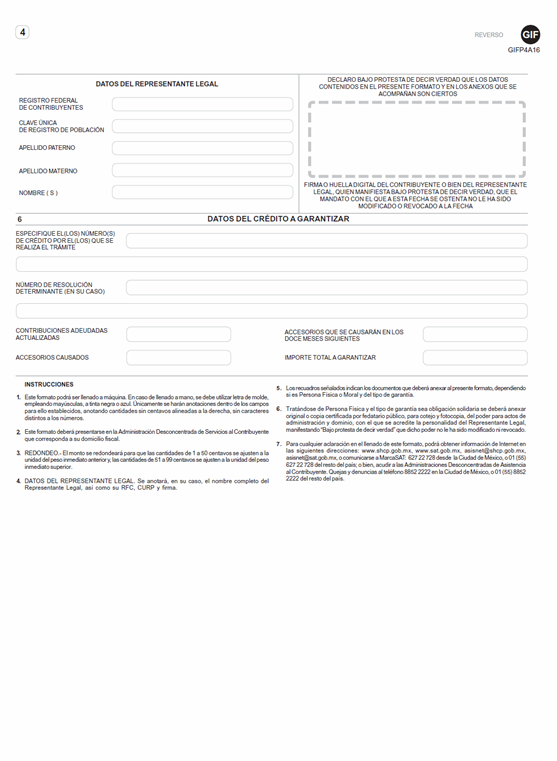 4
REVERSO
GIF
GIFP4A16
DATOS DEL REPRESENTANTE LEGAL
REGISTRO FEDERAL
DE CONTRIBUYENTES
CLAVE ÚNICA
DE REGISTRO DE POBLACIÓN
APELLIDO PATERNO
APELLIDO MATERNO
NOMBRE ( S )
DECLARO BAJO PROTESTA DE DECIR VERDAD QUE LOS DATOS
CONTENIDOS EN EL PRESENTE FORMATO Y EN LOS ANEXOS QUE SE
ACOMPAÑAN SON CIERTOS
FIRMA O HUELLA DIGITAL DEL CONTRIBUYENTE O BIEN DEL REPRESENTANTE
LEGAL, QUIEN MANIFIESTA BAJO PROTESTA DE DECIR VERDAD, QUE EL
MANDATO CON EL QUE A ESTA FECHA SE OSTENTA NO LE HA SIDO
MODIFICADO O REVOCADO A LA FECHA
6 DATOS DEL CRÉDITO A GARANTIZAR
ESPECIFIQUE EL(LOS) NÚMERO(S)
DE CRÉDITO POR EL(LOS) QUE SE
REALIZA EL TRÁMITE
NÚMERO DE RESOLUCIÓN
DETERMINANTE (EN SU CASO)
CONTRIBUCIONES ADEUDADAS
ACTUALIZADAS
ACCESORIOS QUE SE CAUSARÁN EN LOS
DOCE MESES SIGUIENTES
ACCESORIOS CAUSADOS
IMPORTE TOTAL A GARANTIZAR
INSTRUCCIONES
1. Este formato podrá ser llenado a máquina. En caso de llenado a mano, se debe utilizar letra de molde,
empleando mayúsculas, a tinta negra o azul. Únicamente se harán anotaciones dentro de los campos
para ello establecidos, anotando cantidades sin centavos alineadas a la derecha, sin caracteres
distintos a los números.
2. Este formato deberá presentarse en la Administración Desconcentrada de Servicios al Contribuyente
que corresponda a su domicilio fiscal.
3. REDONDEO.- El monto se redondeará para que las cantidades de 1 a 50 centavos se ajusten a la
unidad del peso inmediato anterior y, las cantidades de 51 a 99 centavos se ajusten a la unidad del peso
inmediato superior.
4. DATOS DEL REPRESENTANTE LEGAL. Se anotará, en su caso, el nombre completo del
Representante Legal, así como su RFC, CURP y firma.
5. Los recuadros señalados indican los documentos que deberá anexar al presente formato, dependiendo
si es Persona Física o Moral y del tipo de garantía.
6. Tratándose de Persona Física y el tipo de garantía sea obligación solidaria se deberá anexar
original o copia certificada por fedatario público, para cotejo y fotocopia, del poder para actos de
administración y dominio, con el que se acredite la personalidad del Representante Legal,
manifestando "Bajo protesta de decir verdad" que dicho poder no le ha sido modificado ni revocado.
7. Para cualquier aclaración en el llenado de este formato, podrá obtener información de Internet en
las siguientes direcciones: www.shcp.gob.mx, www.sat.gob.mx, asisnet@shcp.gob.mx,
asisnet@sat.gob.mx, o comunicarse a MarcaSAT: 627 22 728 desde la Ciudad de México, o 01 (55)
627 22 728 del resto del país; o bien, acudir a las Administraciones Desconcentradas de Asistencia
al Contribuyente. Quejas y denuncias al teléfono 8852 2222 en la Ciudad de México, o 01 (55) 8852
2222 del resto del país.